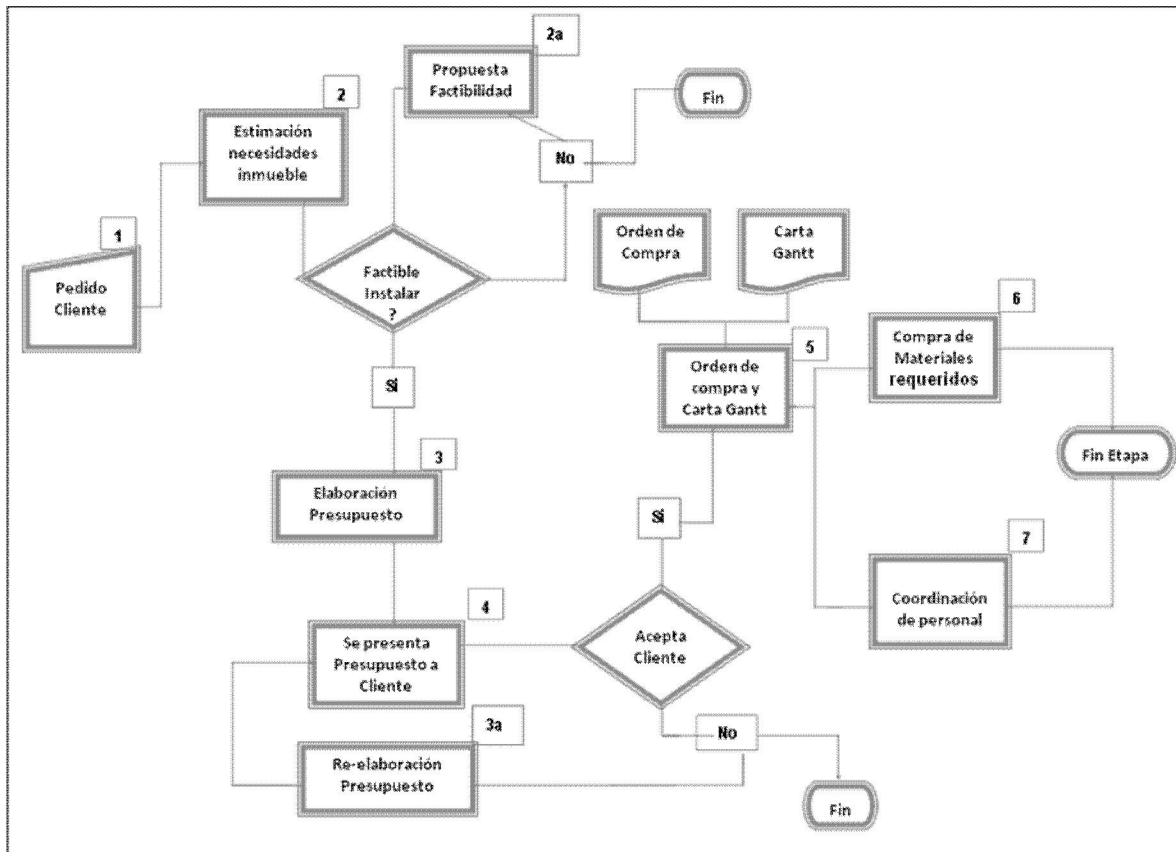 2a
Propuesta
Factibilidad
Fin
2
Estimación
necesidades
inmueble
No
1
Pedido
Cliente
Factible
Instalar
?
Orden de
Compra
Carta
Gantt
6
Compra de
Materiales
requeridos
5
Orden de
compra y
Carta Gantt
Si
Fin Etapa
3
Elaboración
Presupuesto
Si
7
Coordinación
de personal
4
Se presenta
Presupuesto a
Cliente
Acepta
Cliente
3a
Re-elaboración
Presupuesto
No
Fin